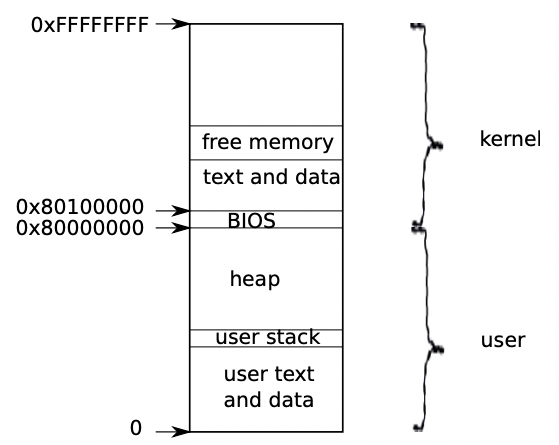 0xFFFFFFFF
free memory
kernel
text and data
0x80100000
BIOS
0x80000000
heap
user stack
user
user text
and data
0